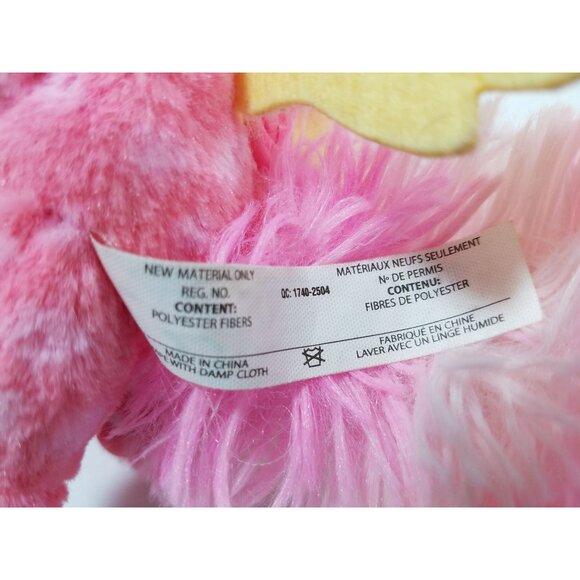 NEW MATERIAL ONLY
REG. NO.
CONTENT:
POLYESTER FIBERS
MADE IN CHINA
WITH DAMP CLOTH
QC: 1740-2504
MATÉRIAUX NEUFS SEULEMENT
Nº DE PERMIS
CONTENU:
FIBRES DE POLYESTER
FABRIQUÉ EN CHINE
LAVER AVEC UN LINGE HUMIDE